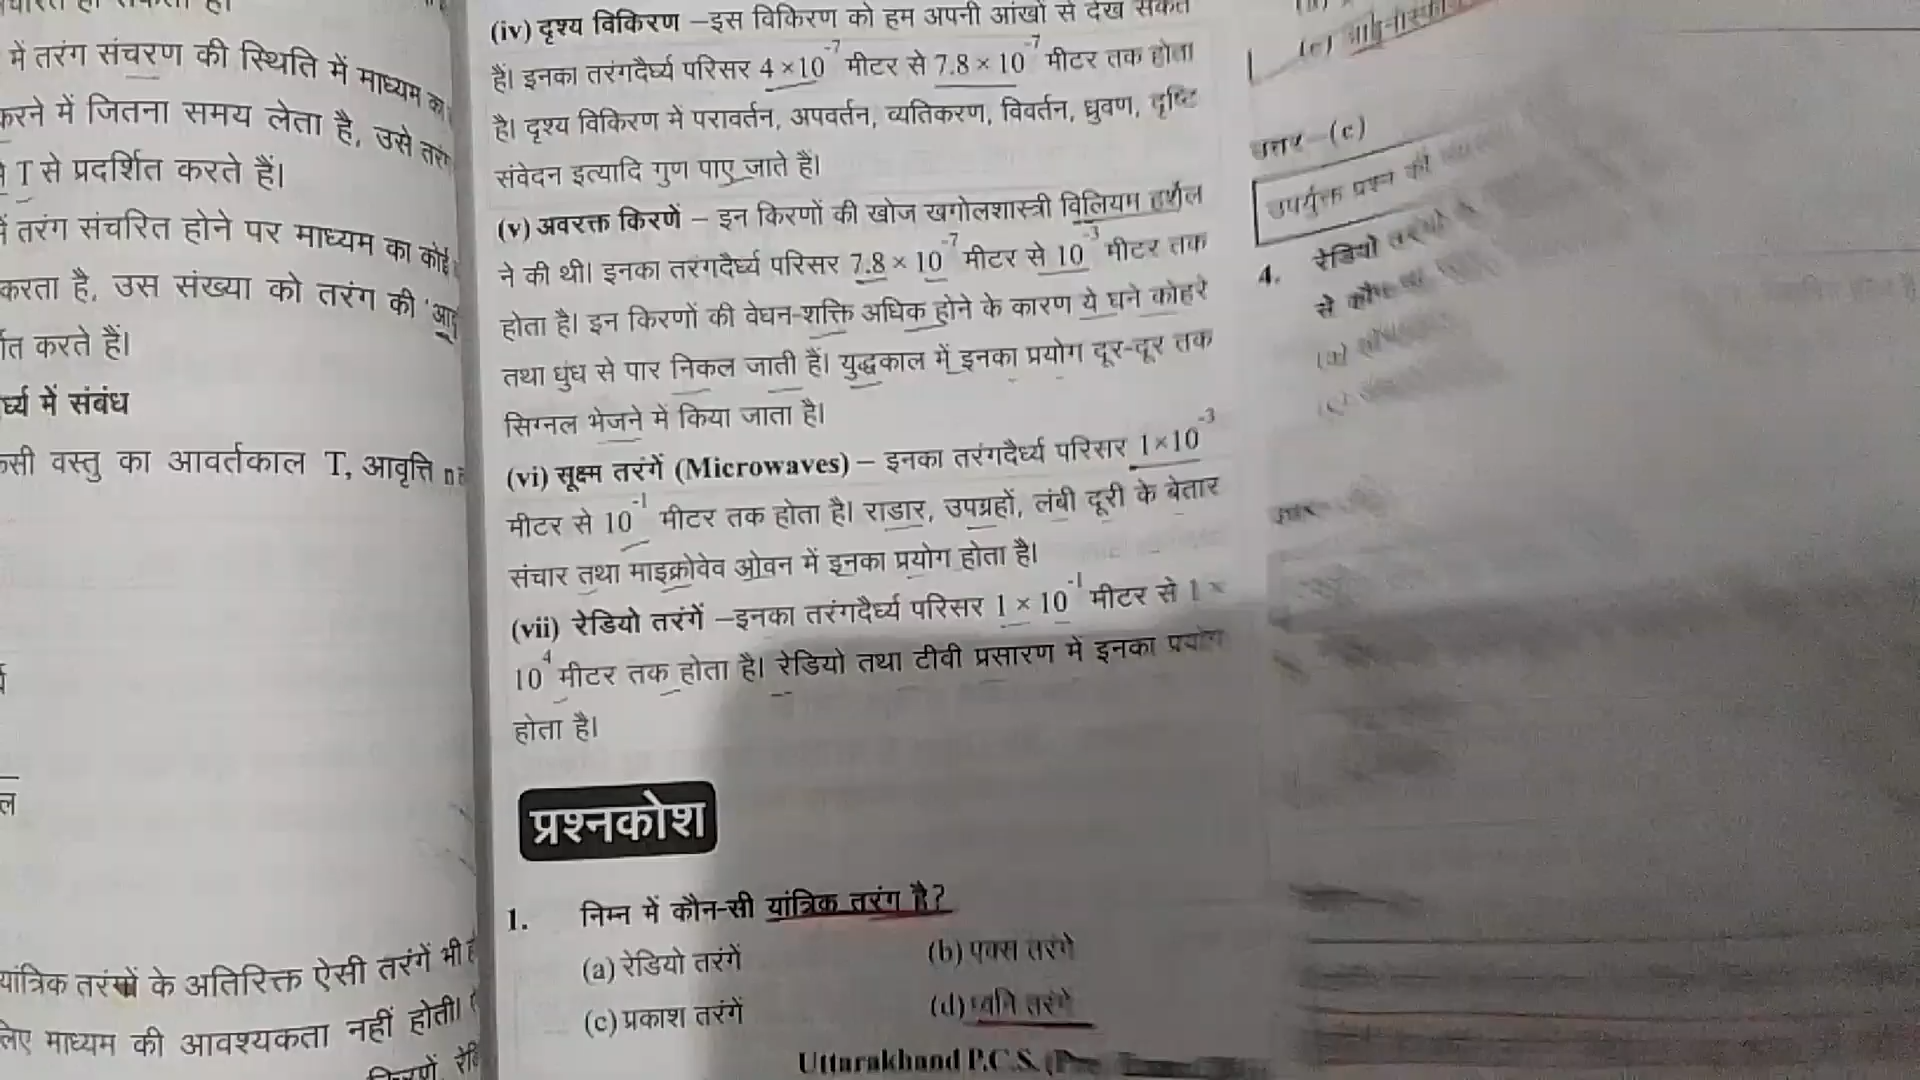 में तरंग संचरण की स्थिति में माध्यम का
करने में जितना समय लेता है, उसे
T से प्रदर्शित करते हैं।
तरंग संचरित होने पर माध्यम का कोई
करता है, उस संख्या को तरंग की
करते हैं।
में संबंध
वस्तु का आवर्तकाल T, आवृत्ति n
यांत्रिक तरंगों के अतिरिक्त ऐसी तरंगें भी
माध्यम की आवश्यकता नहीं होती।
(iv) दृश्य विकिरण –इस विकिरण को हम अपनी आंखों से देख सकते
हैं। इनका तरंगदैर्घ्य परिसर 4 ×10⁻⁷ मीटर से 7.8 × 10⁻⁷ मीटर तक होता
है। दृश्य विकिरण में परावर्तन, अपवर्तन, व्यतिकरण, विवर्तन, ध्रुवण, दृष्टि
संवेदन इत्यादि गुण पाए जाते हैं।
(v) अवरक्त किरणें – इन किरणों की खोज खगोलशास्त्री विलियम हर्शेल
ने की थी। इनका तरंगदैर्घ्य परिसर 7.8 × 10⁻⁷ मीटर से 10⁻³ मीटर तक
होता है। इन किरणों की वेधन-शक्ति अधिक होने के कारण ये घने कोहरे
तथा धुंध से पार निकल जाती हैं। युद्धकाल में इनका प्रयोग दूर-दूर तक
सिग्नल भेजने में किया जाता है।
(vi) सूक्ष्म तरंगें (Microwaves) – इनका तरंगदैर्घ्य परिसर 1×10⁻³
मीटर से 10⁻¹ मीटर तक होता है। राडार, उपग्रहों, लंबी दूरी के बेतार
संचार तथा माइक्रोवेव ओवन में इनका प्रयोग होता है।
(vii) रेडियो तरंगें –इनका तरंगदैर्घ्य परिसर 1 × 10⁻¹ मीटर से 1 ×
10⁴ मीटर तक होता है। रेडियो तथा टीवी प्रसारण में इनका प्रयोग
होता है।
प्रश्नकोश
1. निम्न में कौन-सी यांत्रिक तरंग है?
(a) रेडियो तरंगें (b) एक्स तरंगें
(c) प्रकाश तरंगें (d) ध्वनि तरंगें
Uttarakhand P.C.S.
उत्तर–(c)
उपर्युक्त प्रश्न की
4. रेडियो
से
(a)